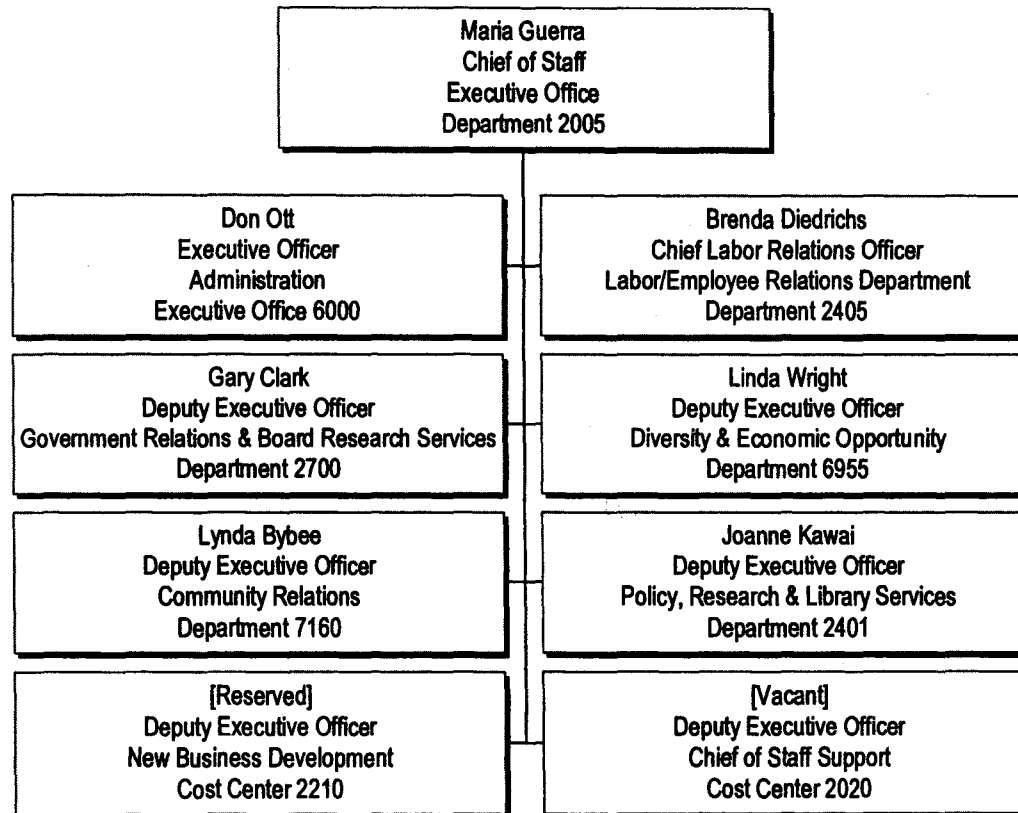 Maria Guerra
Chief of Staff
Executive Office
Department 2005
Don Ott
Executive Officer
Administration
Executive Office 6000
Brenda Diedrichs
Chief Labor Relations Officer
Labor/Employee Relations Department
Department 2405
Gary Clark
Deputy Executive Officer
Government Relations & Board Research Services
Department 2700
Linda Wright
Deputy Executive Officer
Diversity & Economic Opportunity
Department 6955
Lynda Bybee
Deputy Executive Officer
Community Relations
Department 7160
Joanne Kawai
Deputy Executive Officer
Policy, Research & Library Services
Department 2401
[Reserved]
Deputy Executive Officer
New Business Development
Cost Center 2210
[Vacant]
Deputy Executive Officer
Chief of Staff Support
Cost Center 2020